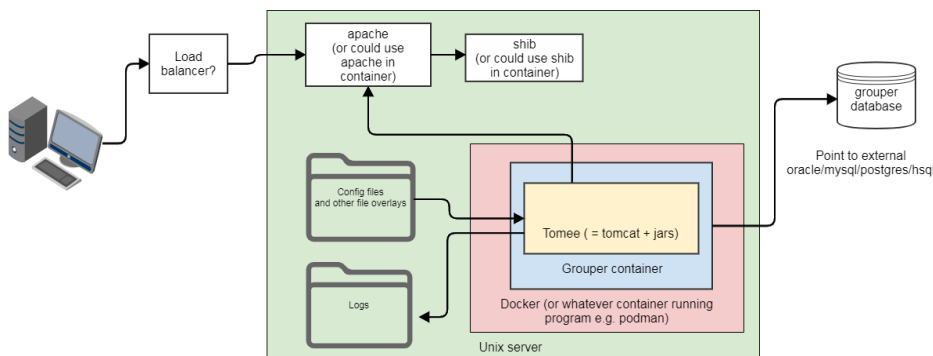 Load
balancer?
apache
(or could use
apache in
container)
shib
(or could use shib
in container)
grouper
database
Point to external
oracle/mysql/postgres/hsq
Config files
and other file overlays
Tomee ( = tomcat + jars)
Grouper container
Logs
Docker (or whatever container running
program e.g. podman)
Unix server